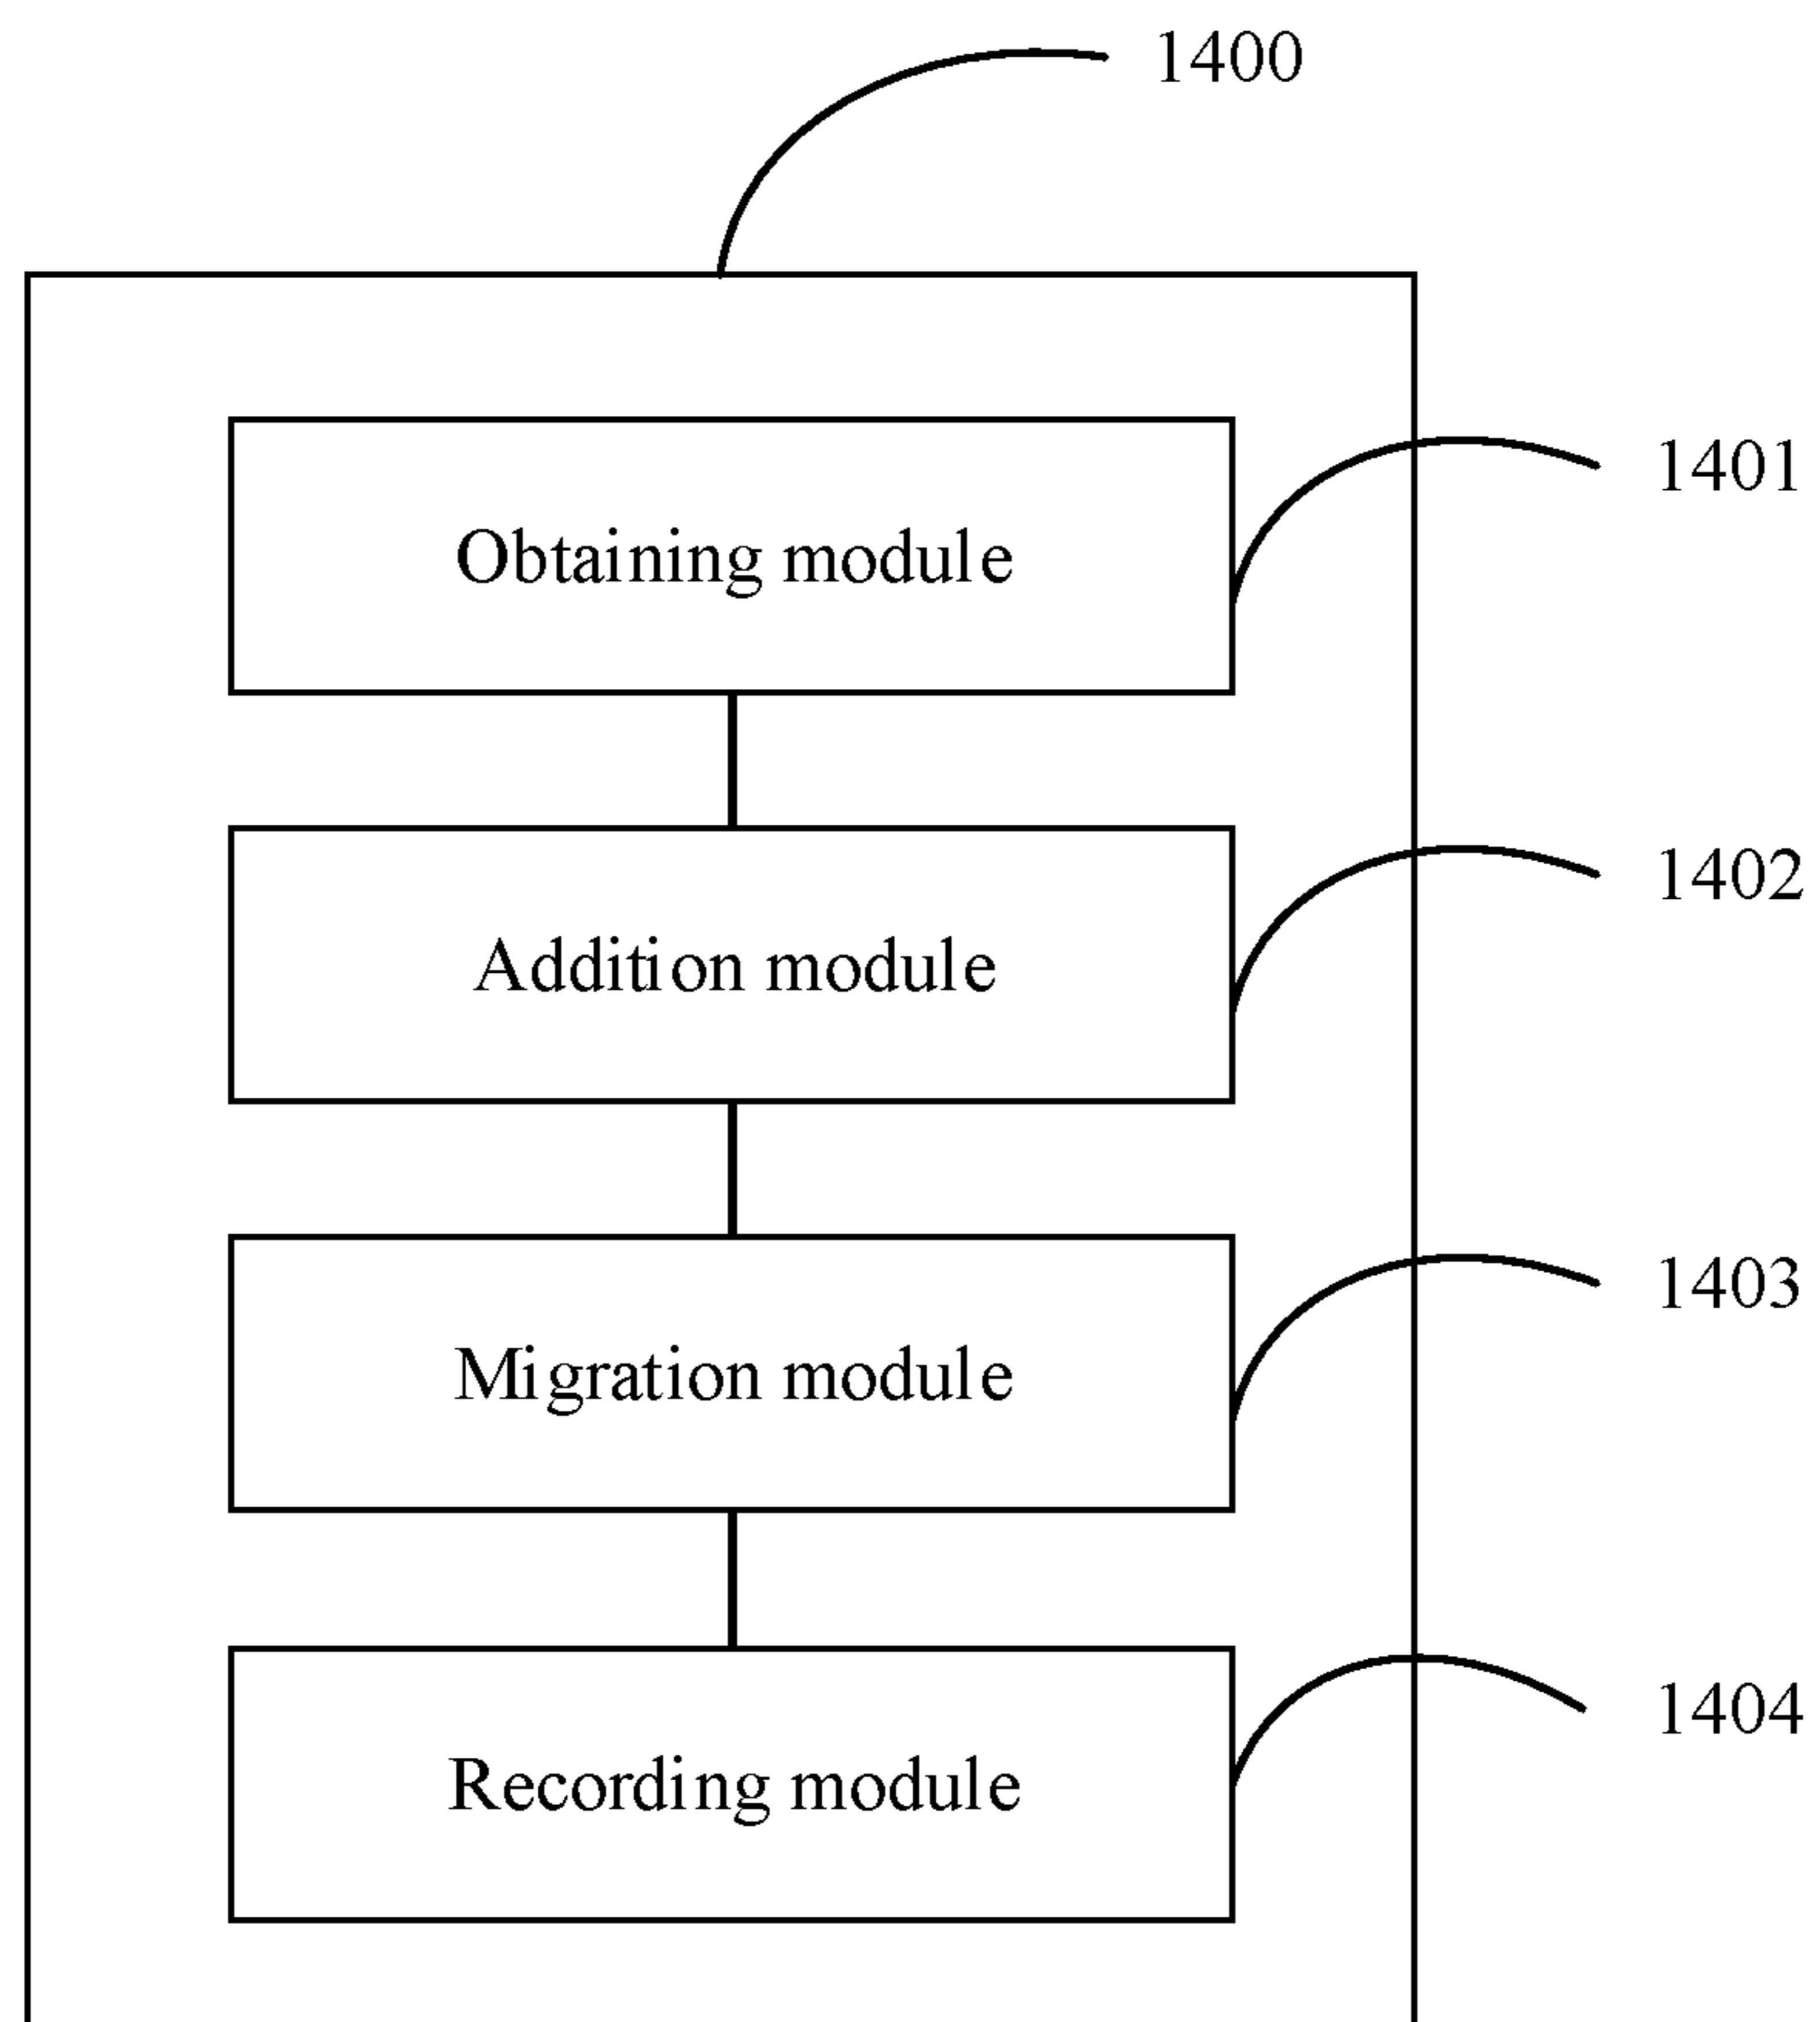 1400
Obtaining module
1401
Addition module
1402
Migration module
1403
Recording module
1404